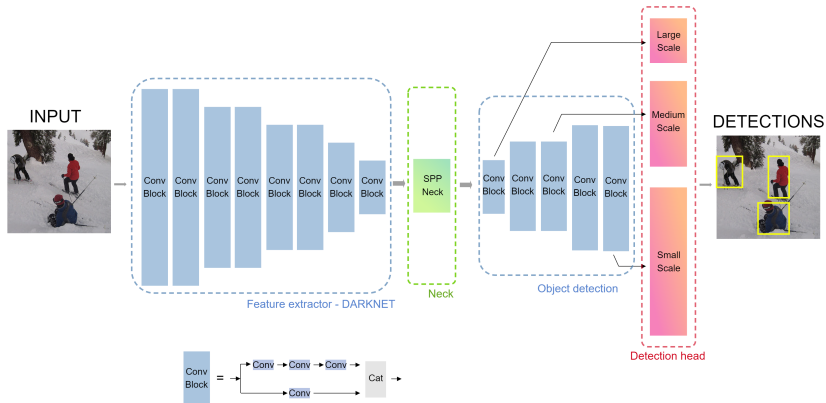 INPUT
Conv
Block
Conv
Block
Conv
Block
Conv
Block
Conv
Block
Conv
Block
Conv
Block
Conv
Block
Feature extractor - DARKNET
SPP
Neck
Neck
Conv
Block
Conv
Block
Conv
Block
Conv
Block
Conv
Block
Object detection
Large
Scale
Medium
Scale
Small
Scale
Detection head
DETECTIONS
Conv
Block
=
Conv
Conv
Conv
Conv
Cat